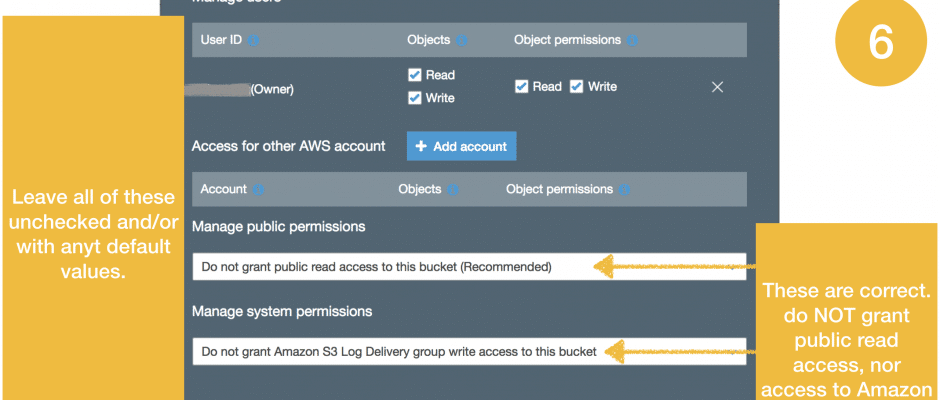 Manage users
User ID Objects Object permissions
6
(Owner) Read Read Write
Write
Access for other AWS account + Add account
Account Objects Object permissions
Leave all of these
unchecked and/or
with anyt default
values.
Manage public permissions
Do not grant public read access to this bucket (Recommended)
Manage system permissions
Do not grant Amazon S3 Log Delivery group write access to this bucket
These are correct.
do NOT grant
public read
access, nor
access to Amazon